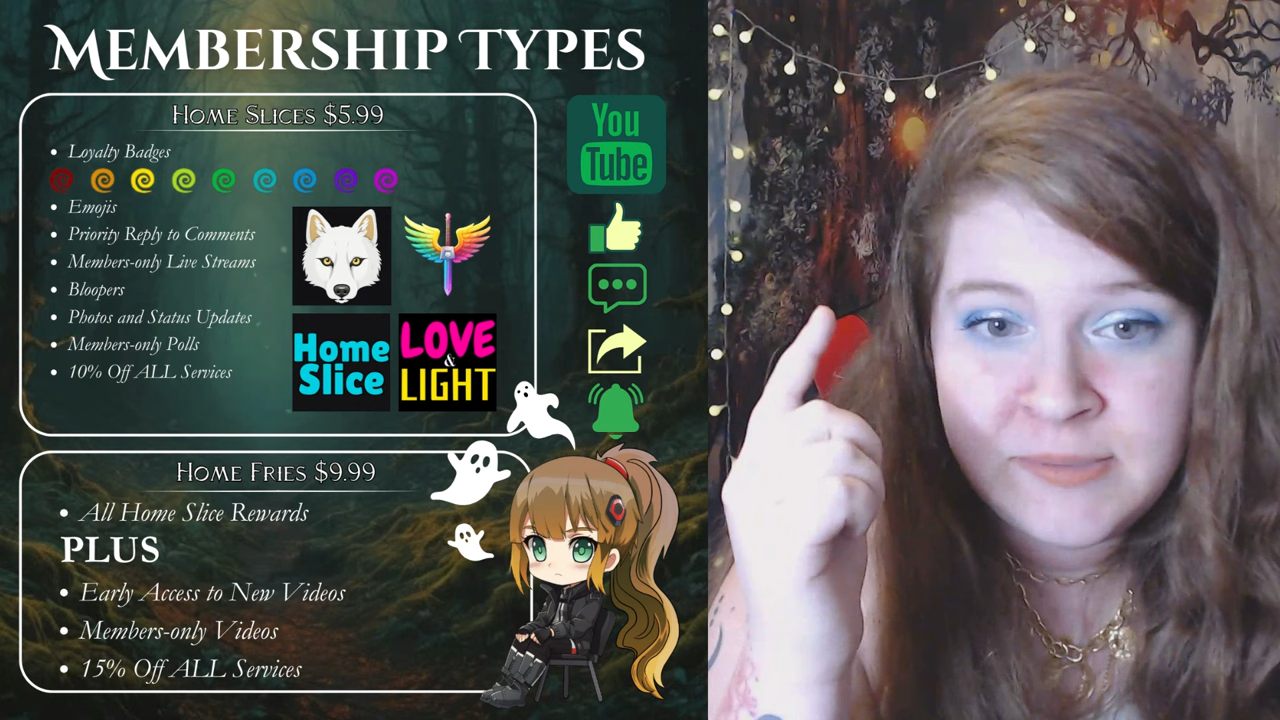 Membership Types
Home Slices $5.99
• Loyalty Badges
• Emojis
• Priority Reply to Comments
• Members-only Live Streams
• Bloopers
• Photos and Status Updates
• Members-only Polls
• 10% Off ALL Services
Home
Slice
LOVE
&
LIGHT
You
Tube
Home Fries $9.99
• All Home Slice Rewards
PLUS
• Early Access to New Videos
• Members-only Videos
• 15% Off ALL Services